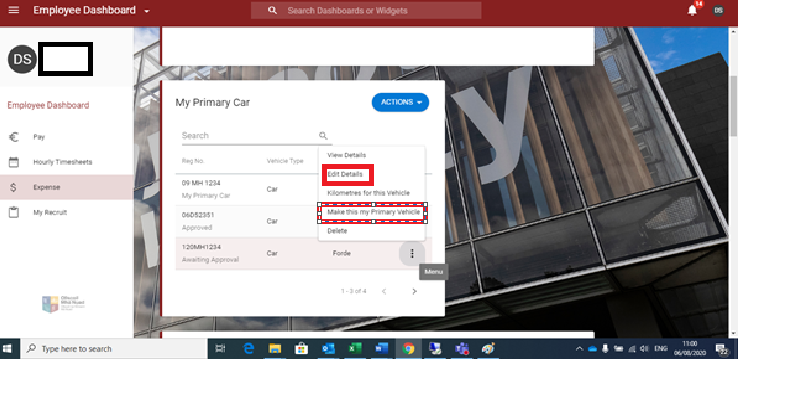 Employee Dashboard
Search Dashboards or Widgets
14
DS
DS
Employee Dashboard
Pay
Hourly Timesheets
Expense
My Recruit
My Primary Car
ACTIONS
Search
Reg No.
Vehicle Type
09 MH 1234
My Primary Car
Car
06D52351
Approved
Car
120MH1234
Awaiting Approval
Car
Forde
View Details
Edit Details
Kilometres for this Vehicle
Make this my Primary Vehicle
Delete
Menu
1 - 3 of 4
Type here to search
ENG
11:00
06/08/2020
22